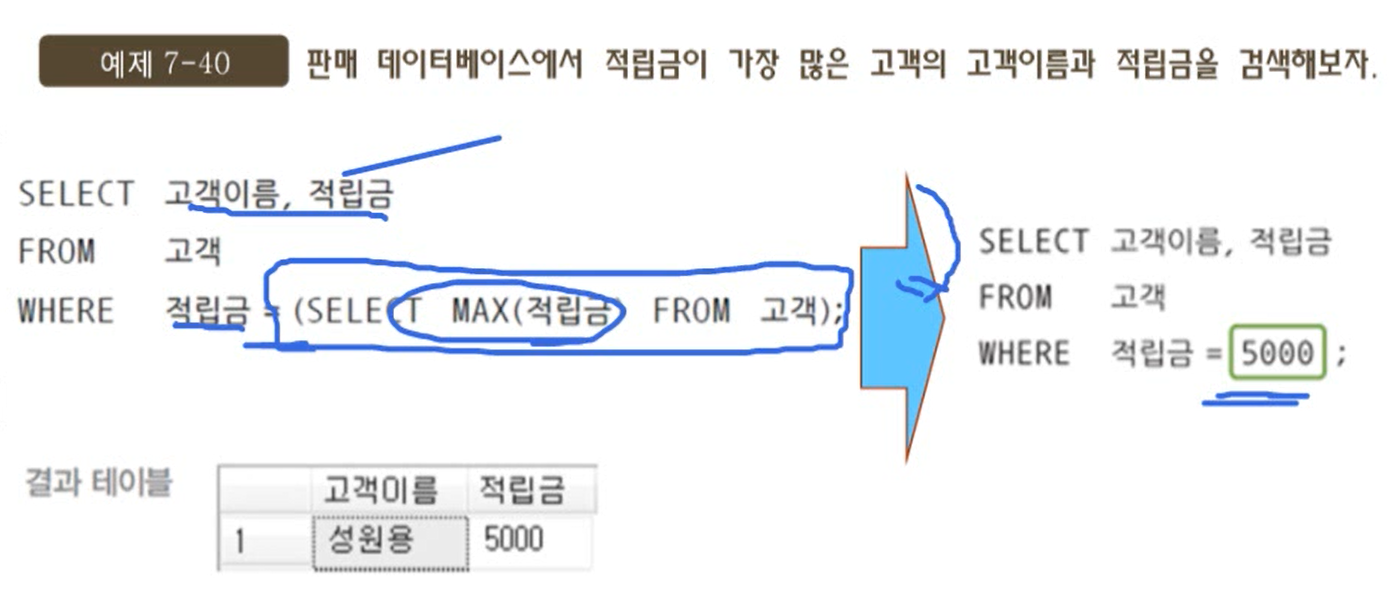 예제 7-40 판매 데이터베이스에서 적립금이 가장 많은 고객의 고객이름과 적립금을 검색해보자.
SELECT 고객이름, 적립금
FROM 고객
WHERE 적립금 = (SELECT MAX(적립금) FROM 고객);
SELECT 고객이름, 적립금
FROM 고객
WHERE 적립금 = 5000 ;
결과 테이블
고객이름 적립금
1 성원용 5000